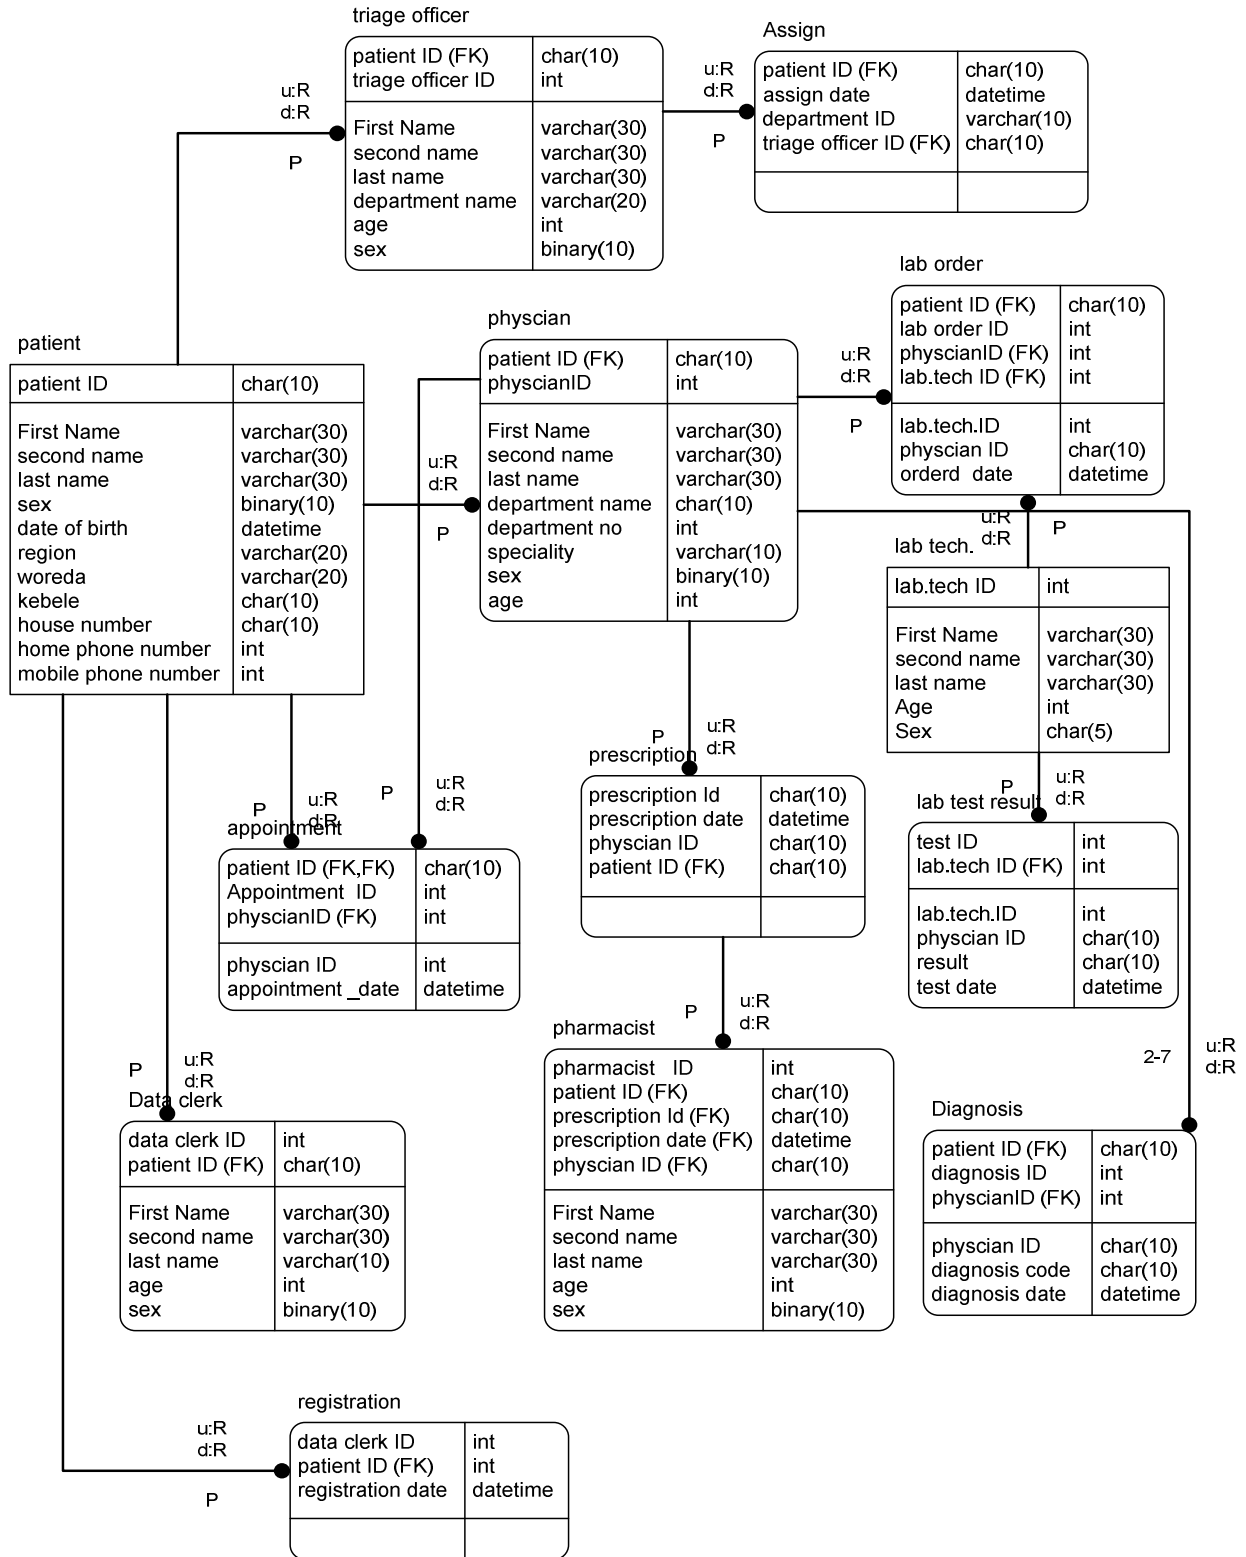 triage officer
patient ID (FK) char(10)
triage officer ID int
First Name varchar(30)
second name varchar(30)
last name varchar(30)
department name varchar(20)
age int
sex binary(10)
u:R
d:R
P
Assign
patient ID (FK) char(10)
assign date datetime
department ID varchar(10)
triage officer ID (FK) char(10)
u:R
d:R
P
patient
patient ID char(10)
First Name varchar(30)
second name varchar(30)
last name varchar(30)
sex binary(10)
date of birth datetime
region varchar(20)
woreda varchar(20)
kebele char(10)
house number char(10)
home phone number int
mobile phone number int
u:R
d:R
P
physcian
patient ID (FK) char(10)
physcianID int
First Name varchar(30)
second name varchar(30)
last name varchar(30)
department name char(10)
department no int
speciality varchar(10)
sex binary(10)
age int
u:R
d:R
P
lab order
patient ID (FK) char(10)
lab order ID int
physcianID (FK) int
lab.tech ID (FK) int
lab.tech.ID int
physcian ID char(10)
orderd date datetime
u:R
d:R
P
lab tech.
lab.tech ID int
First Name varchar(30)
second name varchar(30)
last name varchar(30)
Age int
Sex char(5)
P
u:R
d:R
lab test result
test ID int
lab.tech ID (FK) int
lab.tech.ID int
physcian ID char(10)
result char(10)
test date datetime
P
u:R
d:R
prescription
prescription Id char(10)
prescription date datetime
physcian ID char(10)
patient ID (FK) char(10)
P
u:R
d:R
P
u:R
d:R
appointment
patient ID (FK,FK) char(10)
Appointment ID int
physcianID (FK) int
physcian ID int
appointment _date datetime
P
u:R
d:R
pharmacist
pharmacist ID int
patient ID (FK) char(10)
prescription Id (FK) char(10)
prescription date (FK) datetime
physcian ID (FK) char(10)
First Name varchar(30)
second name varchar(30)
last name varchar(30)
age int
sex binary(10)
2-7
u:R
d:R
Diagnosis
patient ID (FK) char(10)
diagnosis ID int
physcianID (FK) int
physcian ID char(10)
diagnosis code char(10)
diagnosis date datetime
P
u:R
d:R
Data clerk
data clerk ID int
patient ID (FK) char(10)
First Name varchar(30)
second name varchar(30)
last name varchar(10)
age int
sex binary(10)
u:R
d:R
P
registration
data clerk ID int
patient ID (FK) int
registration date datetime